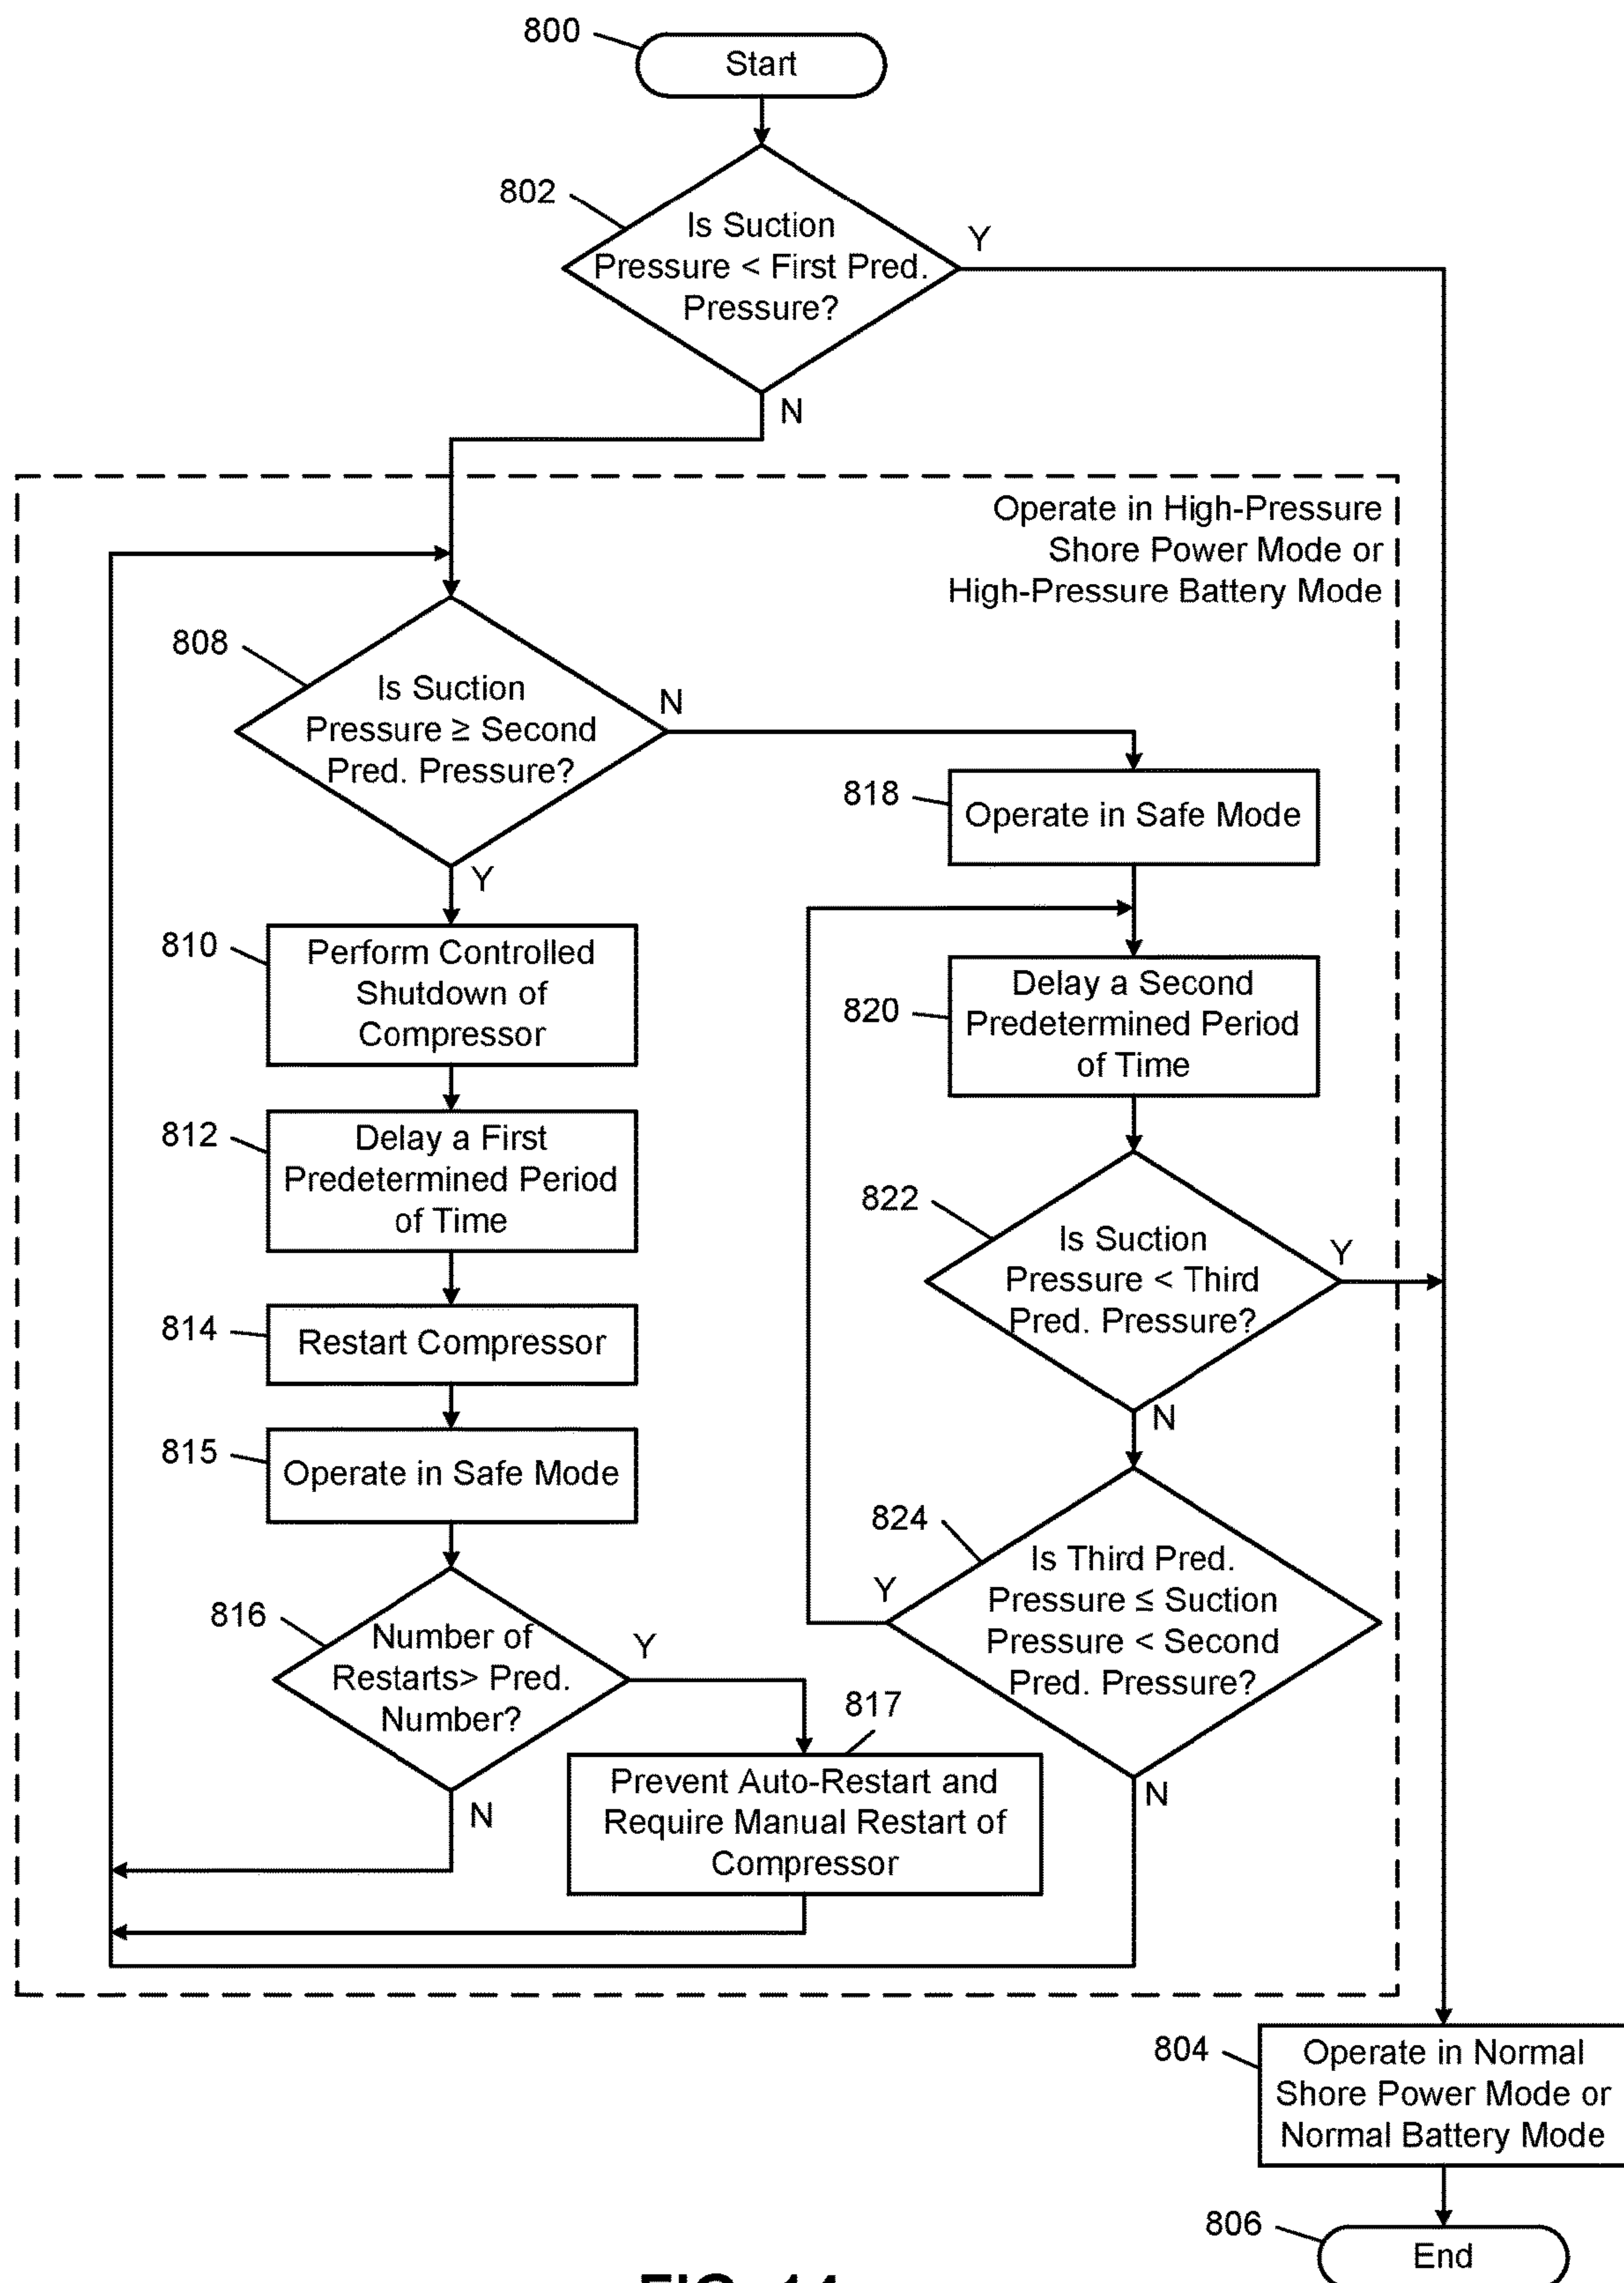 800
Start
802
Is Suction
Pressure < First Pred.
Pressure?
Y
N
Operate in High-Pressure
Shore Power Mode or
High-Pressure Battery Mode
808
Is Suction
Pressure ≥ Second
Pred. Pressure?
N
Y
818
Operate in Safe Mode
810
Perform Controlled
Shutdown of
Compressor
820
Delay a Second
Predetermined Period
of Time
812
Delay a First
Predetermined Period
of Time
822
Is Suction
Pressure < Third
Pred. Pressure?
Y
N
814
Restart Compressor
815
Operate in Safe Mode
824
Is Third Pred.
Pressure ≤ Suction
Pressure < Second
Pred. Pressure?
Y
N
816
Number of
Restarts> Pred.
Number?
Y
N
817
Prevent Auto-Restart and
Require Manual Restart of
Compressor
804
Operate in Normal
Shore Power Mode or
Normal Battery Mode
806
End